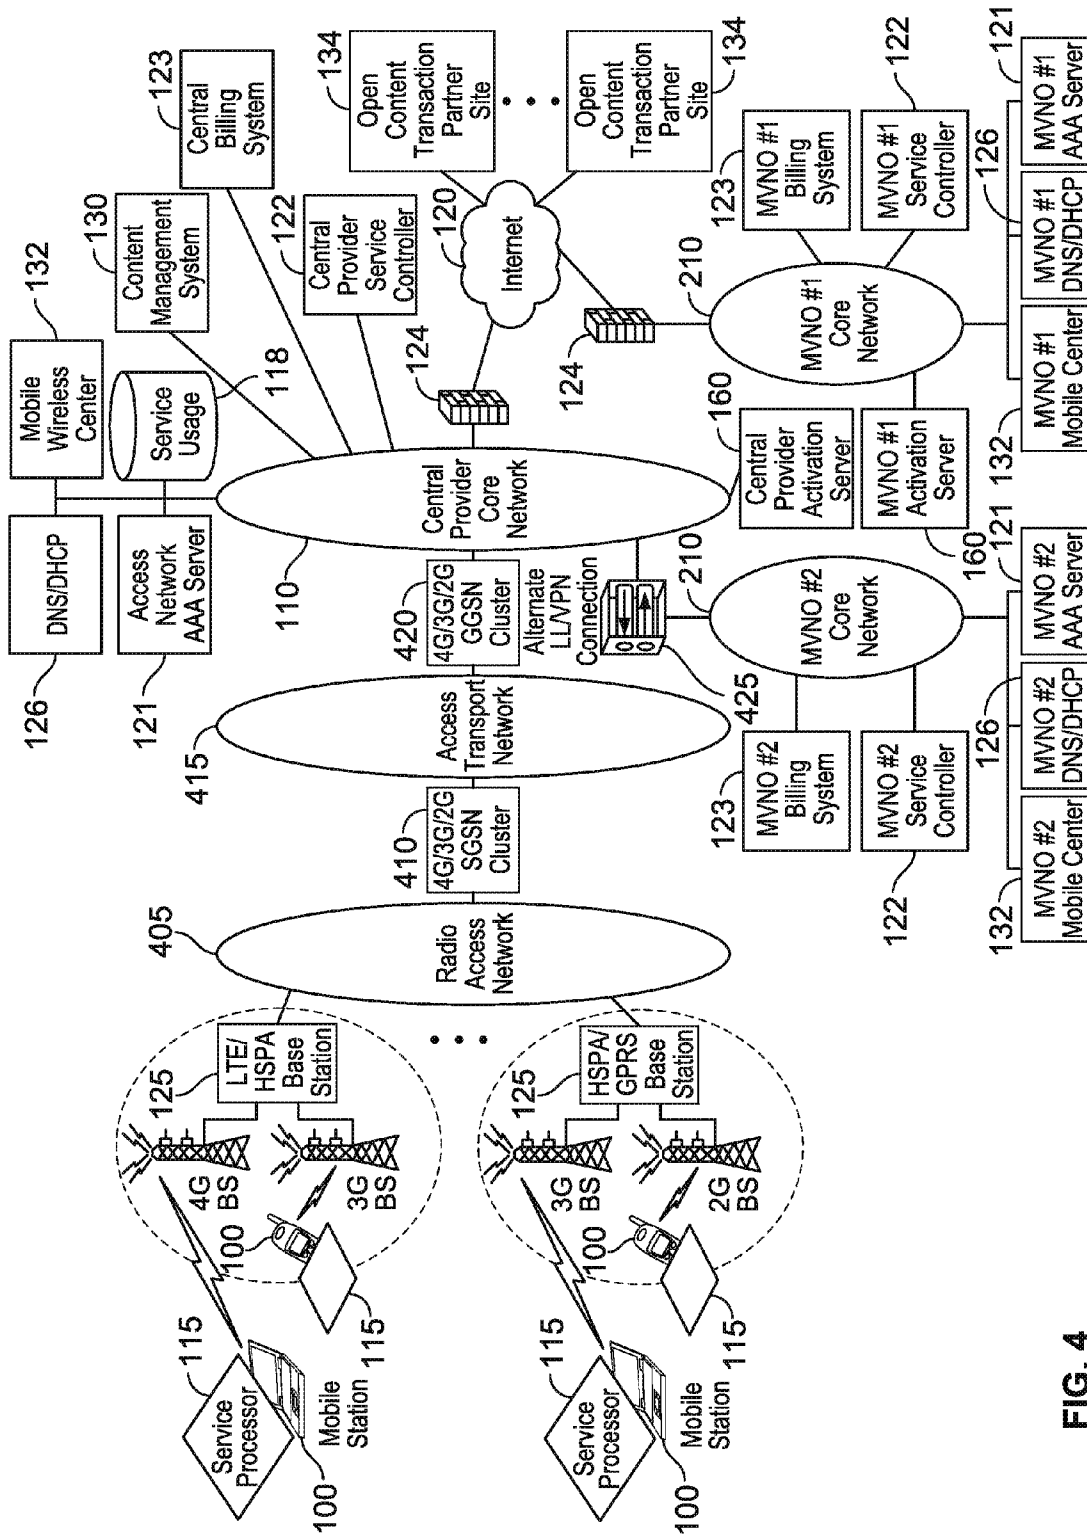 126
DNS/DHCP
Mobile
Wireless
Center
132
121
Access
Network
AAA Server
Service
Usage
118
Content
Management
System
130
Central
Billing
System
123
Central
Provider
Service
Controller
122
100
Service
Processor
115
Mobile
Station
115
100
4G
BS
3G
BS
125
LTE/
HSPA
Base
Station
405
Radio
Access
Network
410
4G/3G/2G
SGSN
Cluster
415
Access
Transport
Network
420
4G/3G/2G
GGSN
Cluster
110
Central
Provider
Core
Network
124
120
Internet
134
Open
Content
Transaction
Partner
Site
Open
Content
Transaction
Partner
Site
134
100
Service
Processor
115
Mobile
Station
115
100
3G
BS
2G
BS
125
HSPA/
GPRS
Base
Station
Alternate
LL/VPN
Connection
425
160
Central
Provider
Activation
Server
124
123
MVNO #2
Billing
System
210
MVNO #2
Core
Network
122
MVNO #2
Service
Controller
132
MVNO #2
Mobile Center
126
MVNO #2
DNS/DHCP
121
MVNO #2
AAA Server
160
MVNO #1
Activation
Server
210
MVNO #1
Core
Network
123
MVNO #1
Billing
System
122
MVNO #1
Service
Controller
132
MVNO #1
Mobile Center
126
MVNO #1
DNS/DHCP
121
MVNO #1
AAA Server
FIG. 4